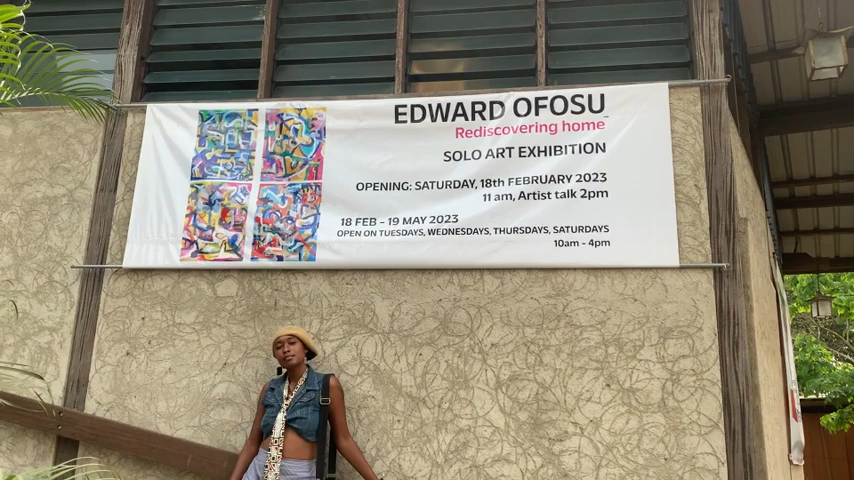 EDWARD OFOSU
Rediscovering home
SOLO ART EXHIBITION
OPENING: SATURDAY, 18th FEBRUARY 2023
11 am, Artist talk 2pm
18 FEB - 19 MAY 2023
OPEN ON TUESDAYS, WEDNESDAYS, THURSDAYS, SATURDAYS
10am - 4pm